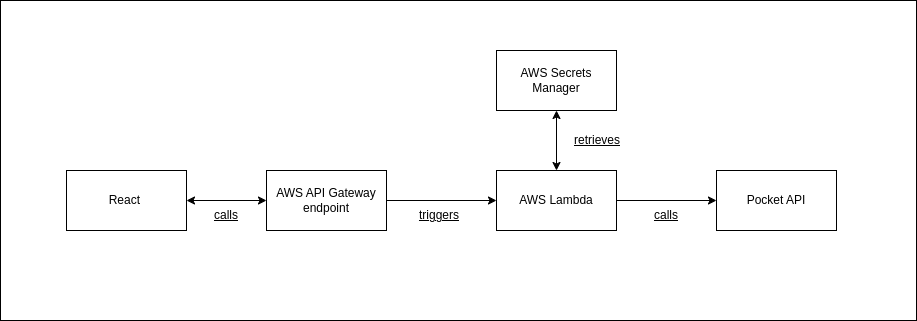 AWS Secrets
Manager
retrieves
React
calls
AWS API Gateway
endpoint
triggers
AWS Lambda
calls
Pocket API